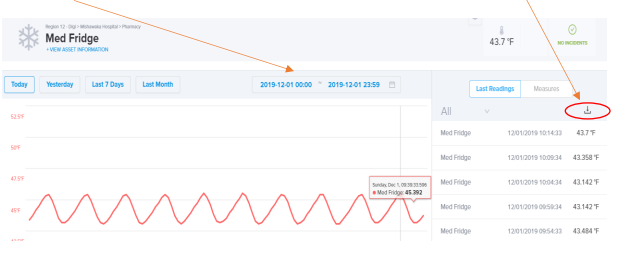 Region 12 - Digi > Mishawaka Hospital > Pharmacy
Med Fridge
+ VIEW ASSET INFORMATION
43.7 °F
NO INCIDENTS
Today Yesterday Last 7 Days Last Month
2019-12-01 00:00 ~ 2019-12-01 23:59
Last Readings Measures
All
52.5°F
50°F
47.5°F
45°F
Sunday, Dec 1, 09:39:33.596
Med Fridge: 45.392
Med Fridge 12/01/2019 10:14:33 43.7 °F
Med Fridge 12/01/2019 10:09:34 43.358 °F
Med Fridge 12/01/2019 10:04:34 43.142 °F
Med Fridge 12/01/2019 09:59:34 43.142 °F
Med Fridge 12/01/2019 09:54:33 43.484 °F